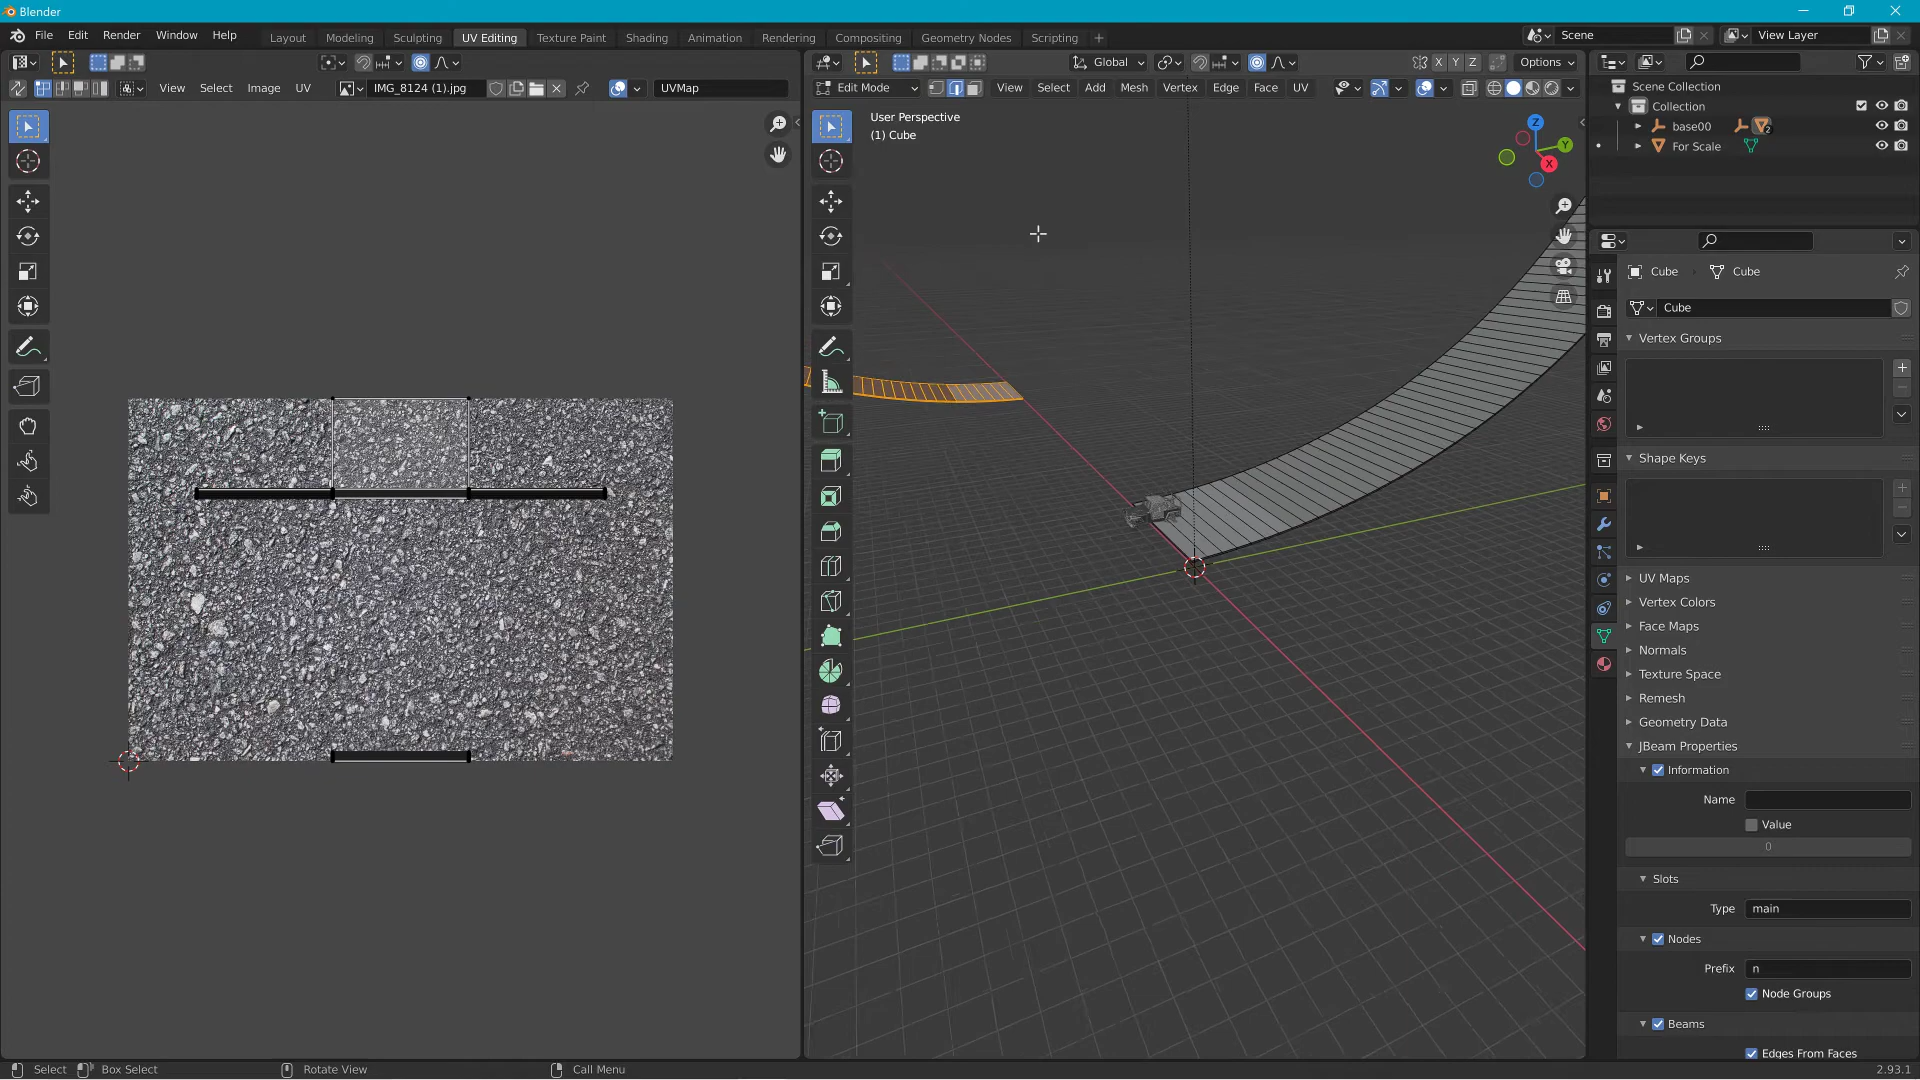 Blender
File Edit Render Window Help
Layout Modeling Sculpting UV Editing Texture Paint Shading Animation Rendering Compositing Geometry Nodes Scripting +
Scene
View Layer
Global
X Y Z
Options
View Select Image UV
IMG_8124 (1).jpg
UVMap
Edit Mode
View Select Add Mesh Vertex Edge Face UV
User Perspective
(1) Cube
Z
Y
X
Scene Collection
Collection
base00
2
For Scale
Cube
Cube
Cube
Vertex Groups
Shape Keys
UV Maps
Vertex Colors
Face Maps
Normals
Texture Space
Remesh
Geometry Data
JBeam Properties
Information
Name
Value
0
Slots
Type main
Nodes
Prefix n
Node Groups
Beams
Edges From Faces
Select Box Select Rotate View Call Menu 2.93.1